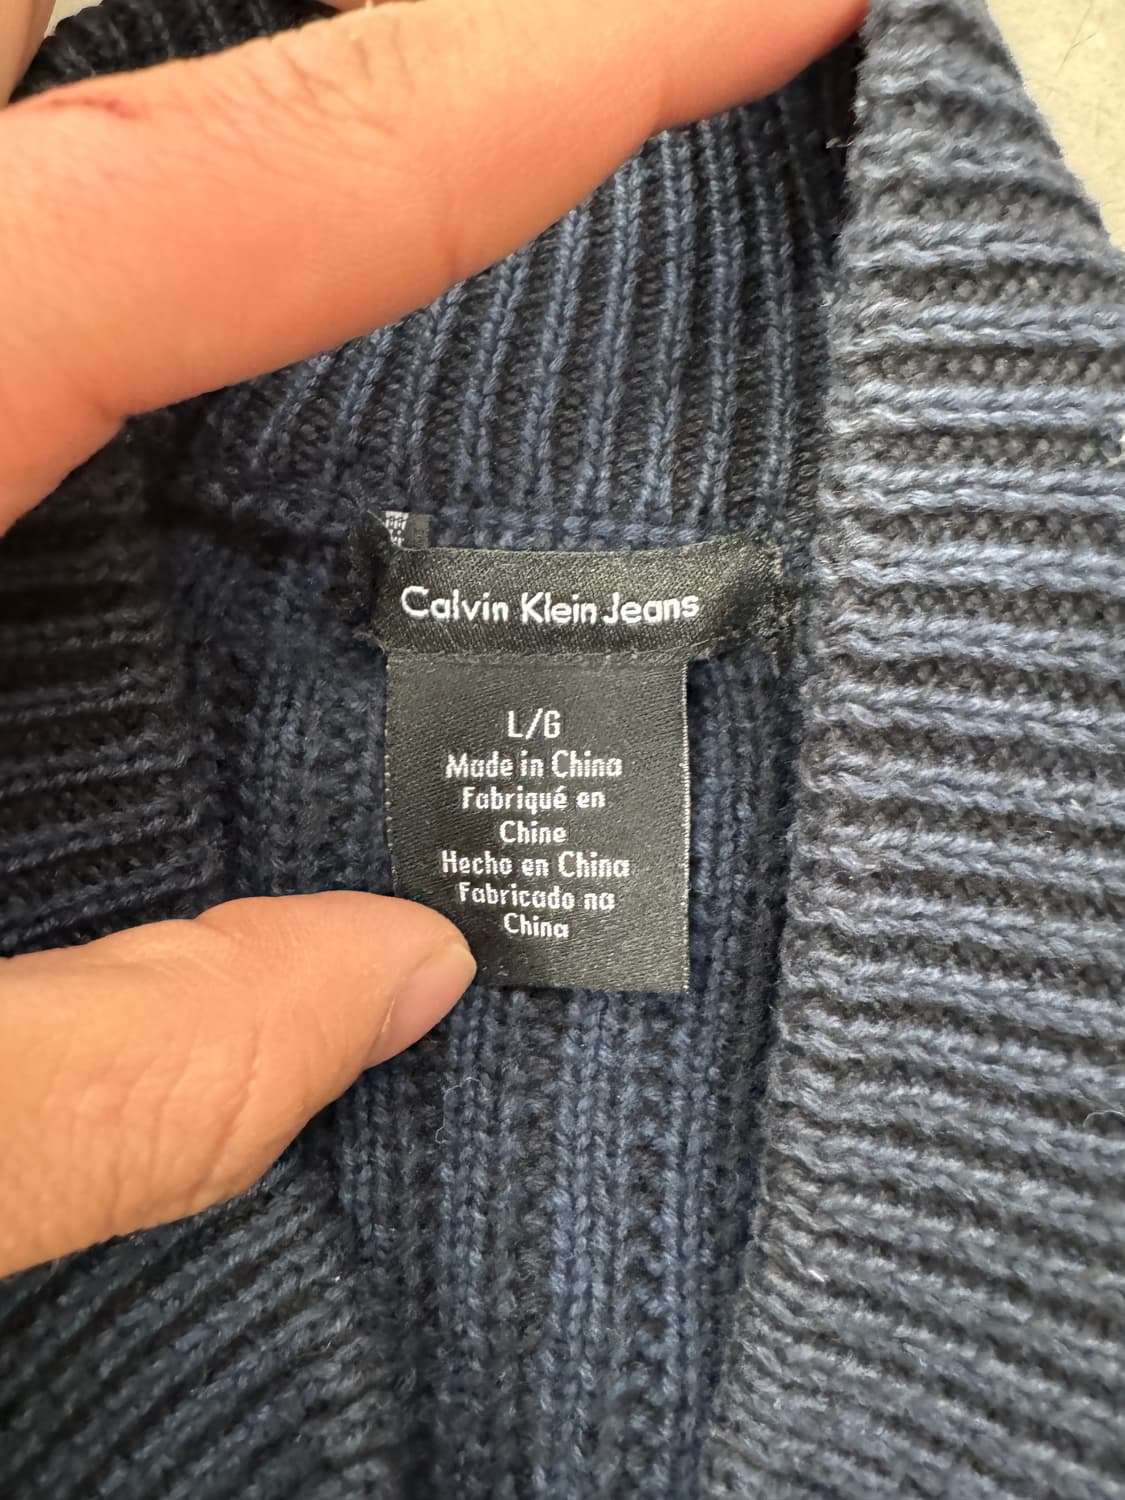 Calvin Klein Jeans
L/G
Made in China
Fabriqué en
Chine
Hecho en China
Fabricado na
China